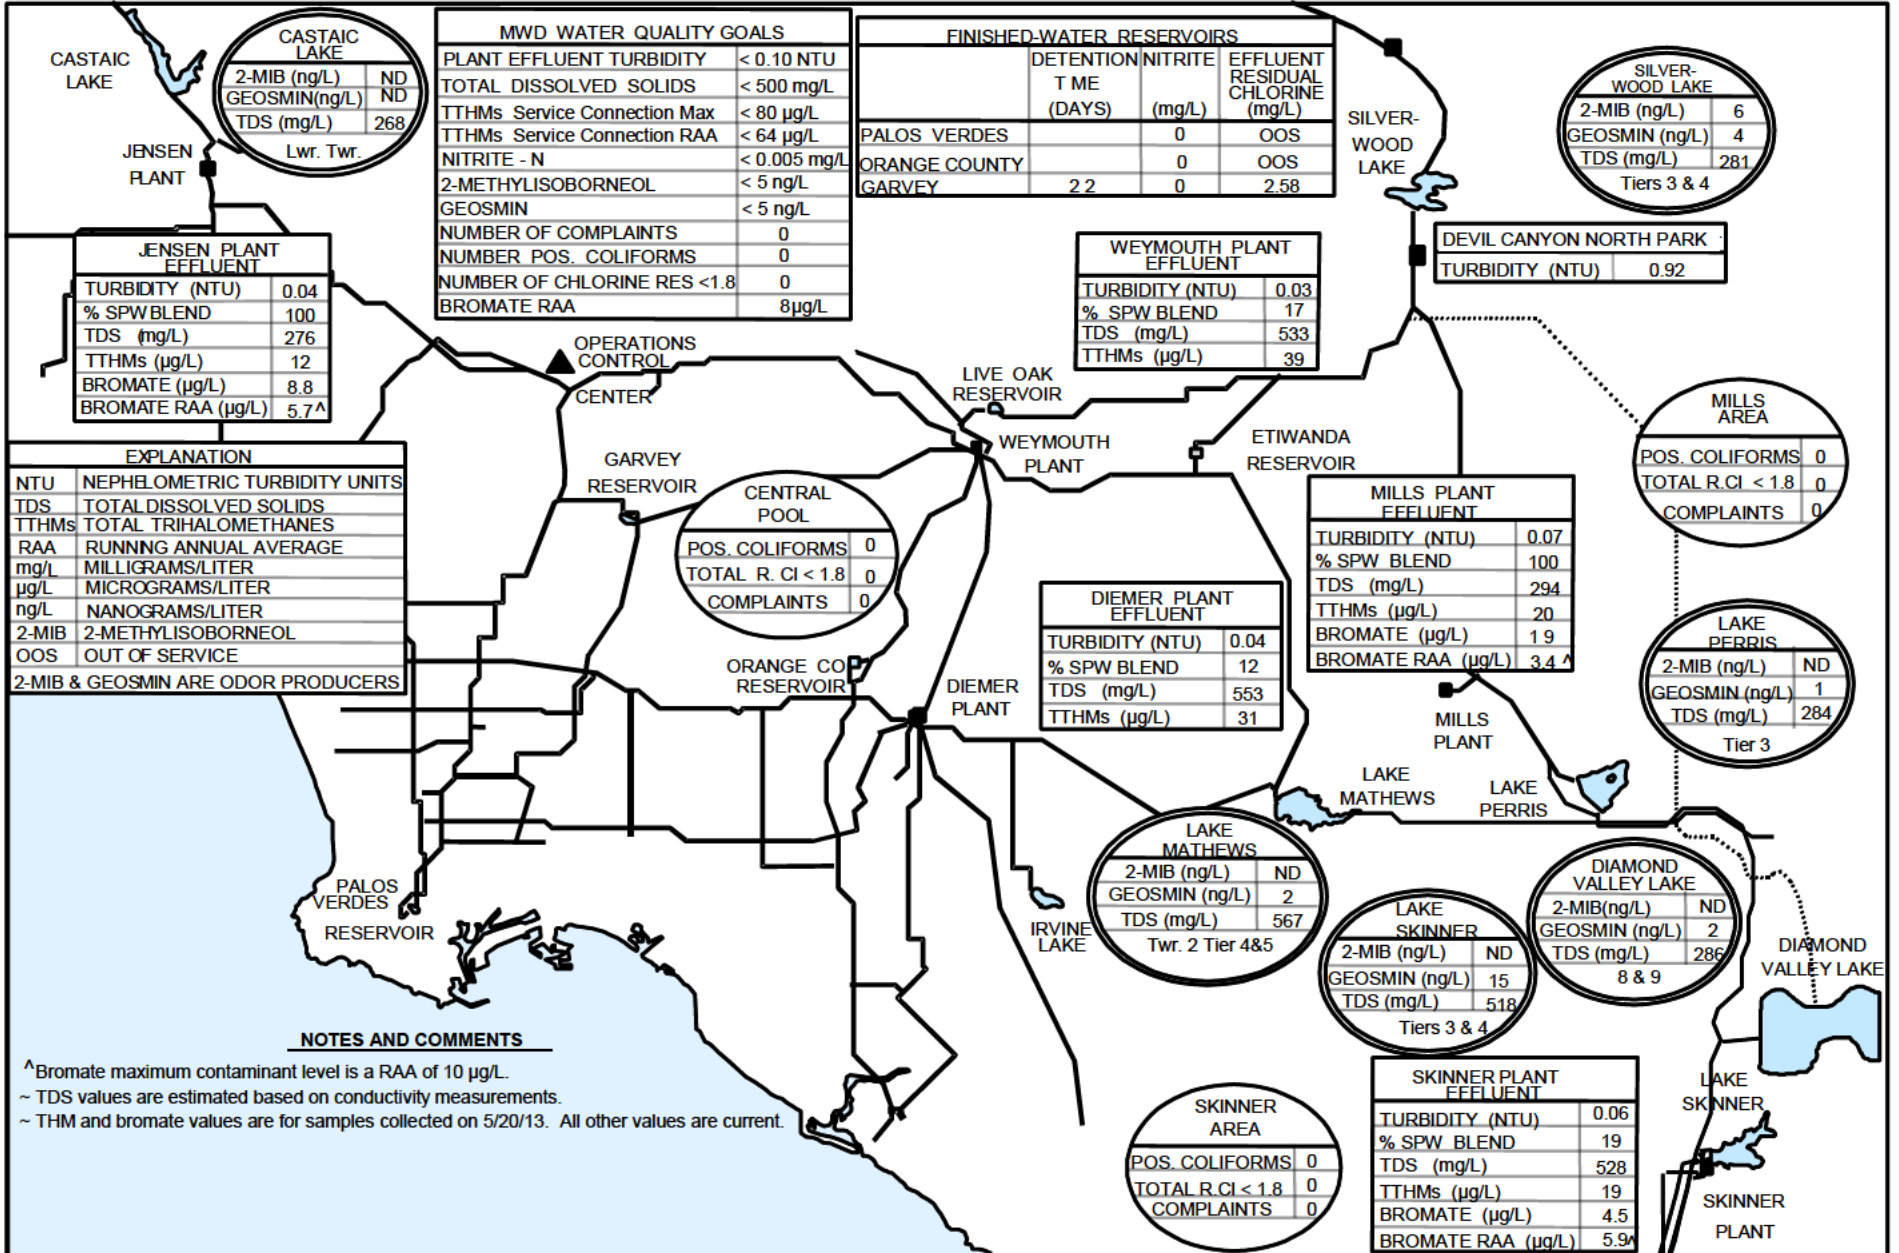 CASTAIC
LAKE
CASTAIC
LAKE
2-MIB (ng/L) ND
GEOSMIN(ng/L) ND
TDS (mg/L) 268
Lwr. Twr.
JENSEN
PLANT
MWD WATER QUALITY GOALS
PLANT EFFLUENT TURBIDITY < 0.10 NTU
TOTAL DISSOLVED SOLIDS < 500 mg/L
TTHMs Service Connection Max < 80 µg/L
TTHMs Service Connection RAA < 64 µg/L
NITRITE - N < 0.005 mg/L
2-METHYLISOBORNEOL < 5 ng/L
GEOSMIN < 5 ng/L
NUMBER OF COMPLAINTS 0
NUMBER POS. COLIFORMS 0
NUMBER OF CHLORINE RES <1.8 0
BROMATE RAA 8µg/L
FINISHED-WATER RESERVOIRS
DETENTION NITRITE EFFLUENT
T ME RESIDUAL
CHLORINE
(DAYS) (mg/L) (mg/L)
PALOS VERDES 0 OOS
ORANGE COUNTY 0 OOS
GARVEY 2 2 0 2.58
SILVER-
WOOD
LAKE
SILVER-
WOOD LAKE
2-MIB (ng/L) 6
GEOSMIN (ng/L) 4
TDS (mg/L) 281
Tiers 3 & 4
DEVIL CANYON NORTH PARK
TURBIDITY (NTU) 0.92
JENSEN PLANT
EFFLUENT
TURBIDITY (NTU) 0.04
% SPW BLEND 100
TDS (mg/L) 276
TTHMs (µg/L) 12
BROMATE (µg/L) 8.8
BROMATE RAA (µg/L) 5.7^
WEYMOUTH PLANT
EFFLUENT
TURBIDITY (NTU) 0.03
% SPW BLEND 17
TDS (mg/L) 533
TTHMs (µg/L) 39
OPERATIONS
CONTROL
CENTER
LIVE OAK
RESERVOIR
WEYMOUTH
PLANT
ETIWANDA
RESERVOIR
MILLS
AREA
POS. COLIFORMS 0
TOTAL R.Cl < 1.8 0
COMPLAINTS 0
EXPLANATION
NTU NEPHELOMETRIC TURBIDITY UNITS
TDS TOTAL DISSOLVED SOLIDS
TTHMs TOTAL TRIHALOMETHANES
RAA RUNNING ANNUAL AVERAGE
mg/L MILLIGRAMS/LITER
µg/L MICROGRAMS/LITER
ng/L NANOGRAMS/LITER
2-MIB 2-METHYLISOBORNEOL
OOS OUT OF SERVICE
2-MIB & GEOSMIN ARE ODOR PRODUCERS
GARVEY
RESERVOIR
CENTRAL
POOL
POS. COLIFORMS 0
TOTAL R. Cl < 1.8 0
COMPLAINTS 0
MILLS PLANT
EFFLUENT
TURBIDITY (NTU) 0.07
% SPW BLEND 100
TDS (mg/L) 294
TTHMs (µg/L) 20
BROMATE (µg/L) 1 9
BROMATE RAA (µg/L) 3.4 ^
DIEMER PLANT
EFFLUENT
TURBIDITY (NTU) 0.04
% SPW BLEND 12
TDS (mg/L) 553
TTHMs (µg/L) 31
ORANGE CO
RESERVOIR
DIEMER
PLANT
LAKE
PERRIS
2-MIB (ng/L) ND
GEOSMIN (ng/L) 1
TDS (mg/L) 284
Tier 3
MILLS
PLANT
LAKE
MATHEWS
LAKE
PERRIS
LAKE
MATHEWS
2-MIB (ng/L) ND
GEOSMIN (ng/L) 2
TDS (mg/L) 567
Twr. 2 Tier 4&5
DIAMOND
VALLEY LAKE
2-MIB(ng/L) ND
GEOSMIN (ng/L) 2
TDS (mg/L) 286
8 & 9
LAKE
SKINNER
2-MIB (ng/L) ND
GEOSMIN (ng/L) 15
TDS (mg/L) 518
Tiers 3 & 4
PALOS
VERDES
RESERVOIR
IRVINE
LAKE
DIAMOND
VALLEY LAKE
NOTES AND COMMENTS
^Bromate maximum contaminant level is a RAA of 10 µg/L.
~ TDS values are estimated based on conductivity measurements.
~ THM and bromate values are for samples collected on 5/20/13. All other values are current.
SKINNER
AREA
POS. COLIFORMS 0
TOTAL R.Cl < 1.8 0
COMPLAINTS 0
SKINNER PLANT
EFFLUENT
TURBIDITY (NTU) 0.06
% SPW BLEND 19
TDS (mg/L) 528
TTHMs (µg/L) 19
BROMATE (µg/L) 4.5
BROMATE RAA (µg/L) 5.9^
LAKE
SKINNER
SKINNER
PLANT